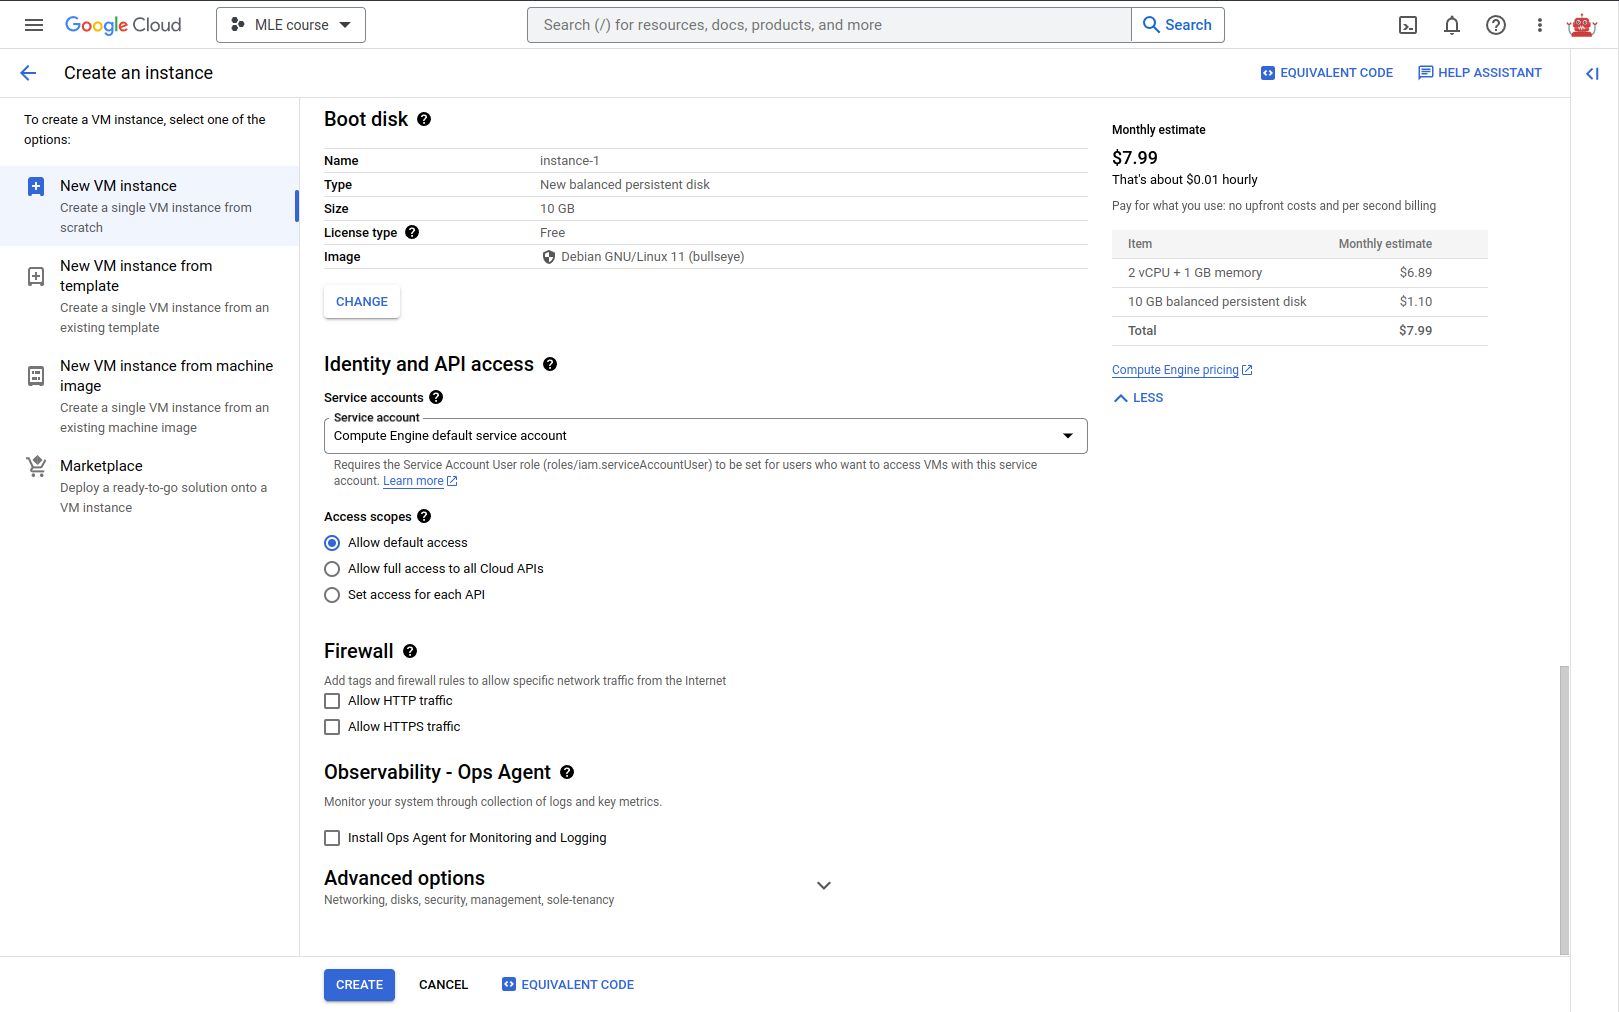 Google Cloud
MLE course
Search (/) for resources, docs, products, and more
Search
Create an instance
EQUIVALENT CODE
HELP ASSISTANT
To create a VM instance, select one of the
options:
New VM instance
Create a single VM instance from
scratch
New VM instance from
template
Create a single VM instance from an
existing template
New VM instance from machine
image
Create a single VM instance from an
existing machine image
Marketplace
Deploy a ready-to-go solution onto a
VM instance
Boot disk
Name instance-1
Type New balanced persistent disk
Size 10 GB
License type Free
Image Debian GNU/Linux 11 (bullseye)
CHANGE
Identity and API access
Service accounts
Service account
Compute Engine default service account
Requires the Service Account User role (roles/iam.serviceAccountUser) to be set for users who want to access VMs with this service
account. Learn more
Access scopes
Allow default access
Allow full access to all Cloud APIs
Set access for each API
Firewall
Add tags and firewall rules to allow specific network traffic from the Internet
Allow HTTP traffic
Allow HTTPS traffic
Observability - Ops Agent
Monitor your system through collection of logs and key metrics.
Install Ops Agent for Monitoring and Logging
Advanced options
Networking, disks, security, management, sole-tenancy
Monthly estimate
$7.99
That's about $0.01 hourly
Pay for what you use: no upfront costs and per second billing
Item Monthly estimate
2 vCPU + 1 GB memory $6.89
10 GB balanced persistent disk $1.10
Total $7.99
Compute Engine pricing
LESS
CREATE
CANCEL
EQUIVALENT CODE